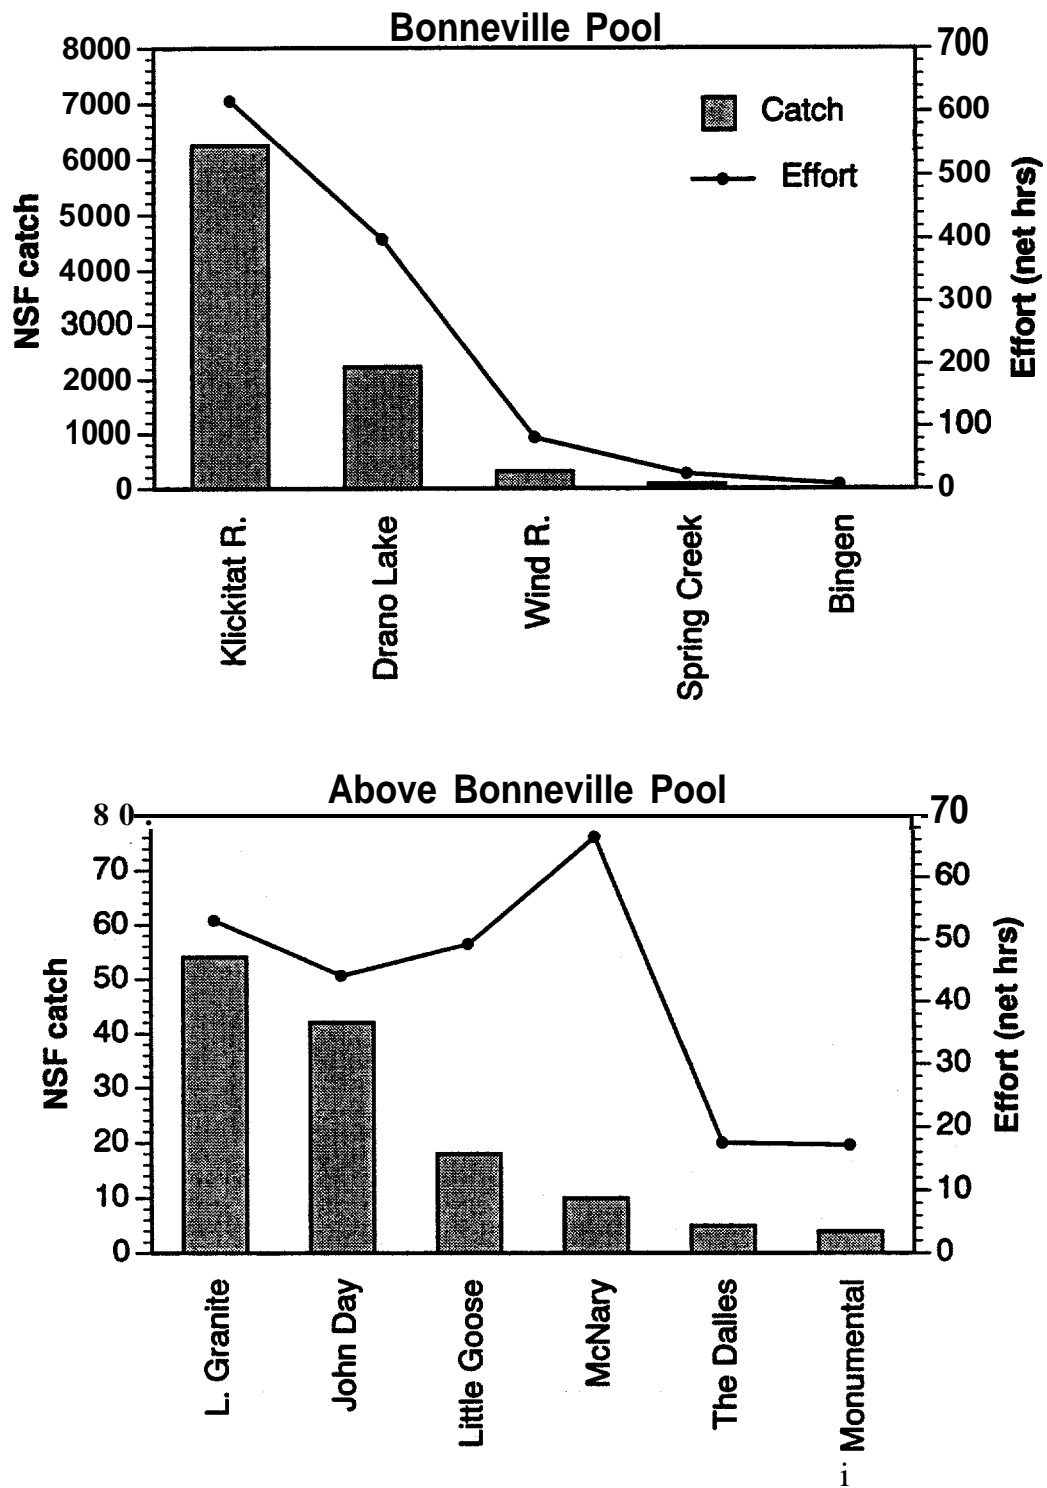 Bonneville Pool
8000
7000
6000
5000
4000
3000
2000
1000
0
NSF catch
700
600
500
400
300
200
100
0
Effort (net hrs)
Catch
Effort
Klickitat R.
Drano Lake
Wind R.
Spring Creek
Bingen
Above Bonneville Pool
80
70
60
50
40
30
20
10
0
NSF catch
70
60
50
40
30
20
10
0
Effort (net hrs)
L. Granite
John Day
Little Goose
McNary
The Dalles
Monumental
i